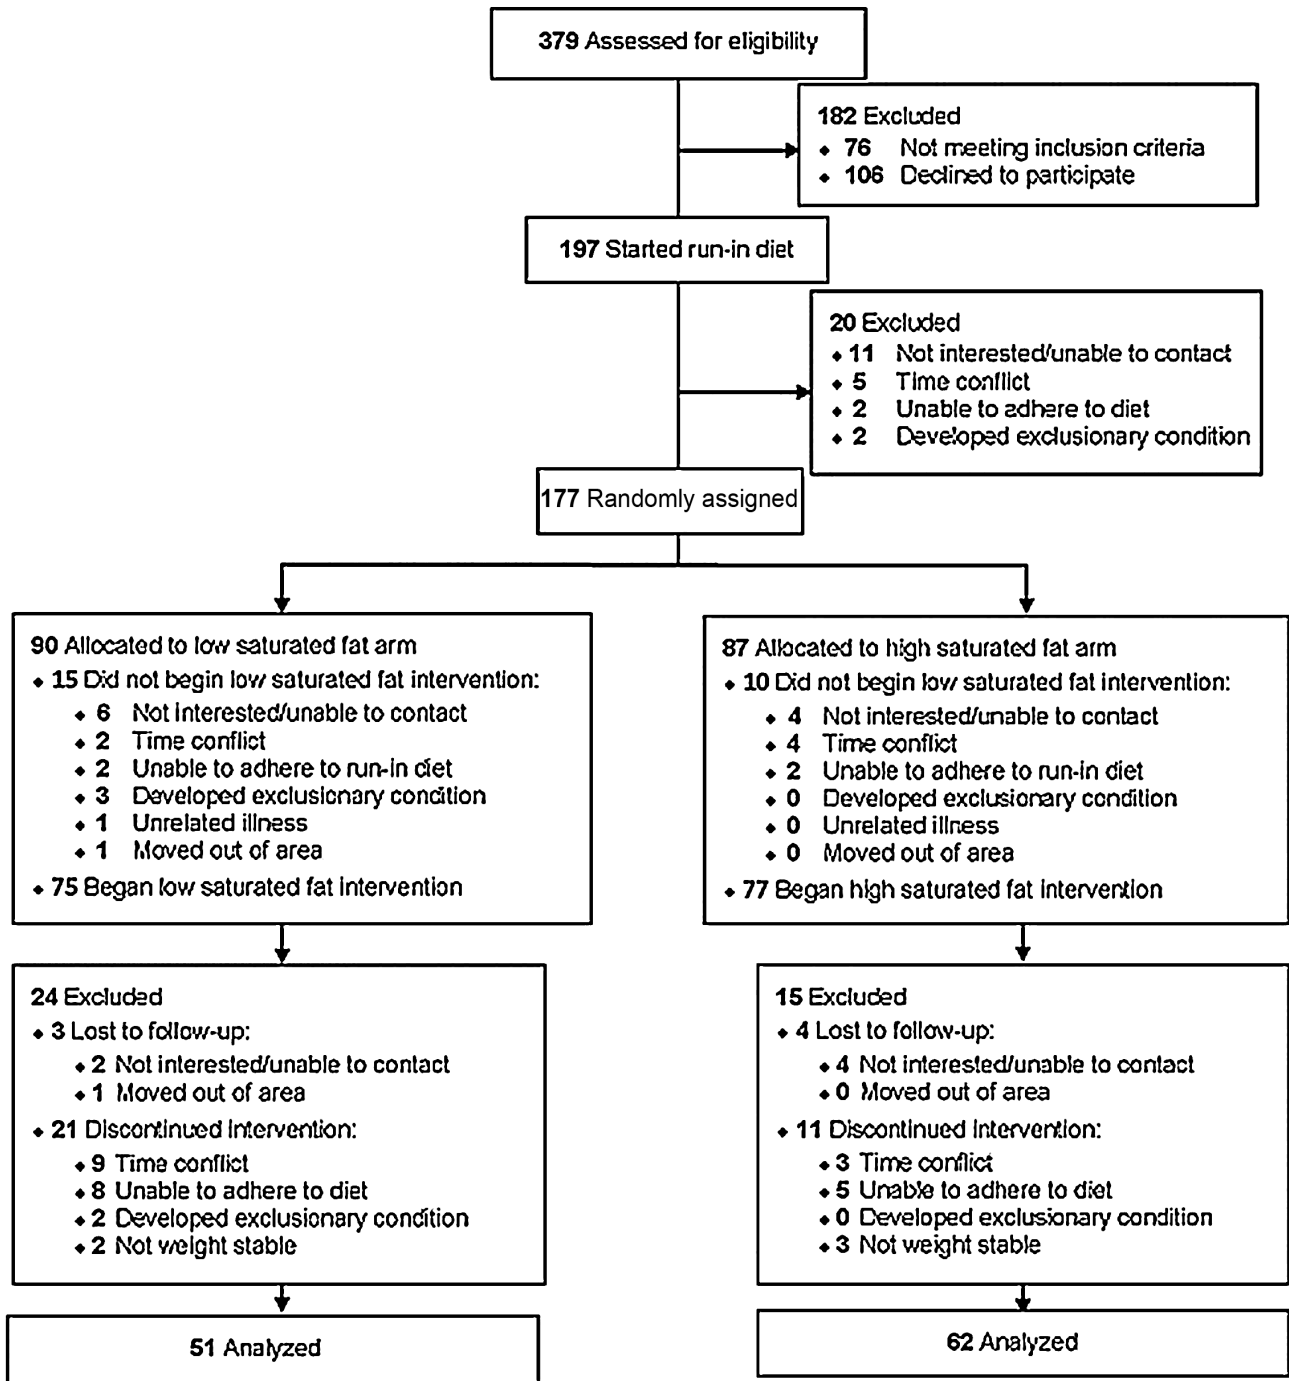 379 Assessed for eligibility
182 Excluded
76 Not meeting inclusion criteria
106 Declined to participate
197 Started run-in diet
20 Excluded
11 Not interested/unable to contact
5 Time conflict
2 Unable to adhere to diet
2 Developed exclusionary condition
177 Randomly assigned
90 Allocated to low saturated fat arm
15 Did not begin low saturated fat intervention:
6 Not interested/unable to contact
2 Time conflict
2 Unable to adhere to run-in diet
3 Developed exclusionary condition
1 Unrelated illness
1 Moved out of area
75 Began low saturated fat intervention
87 Allocated to high saturated fat arm
10 Did not begin low saturated fat intervention:
4 Not interested/unable to contact
4 Time conflict
2 Unable to adhere to run-in diet
0 Developed exclusionary condition
0 Unrelated illness
0 Moved out of area
77 Began high saturated fat intervention
24 Excluded
3 Lost to follow-up:
2 Not interested/unable to contact
1 Moved out of area
21 Discontinued intervention:
9 Time conflict
8 Unable to adhere to diet
2 Developed exclusionary condition
2 Not weight stable
15 Excluded
4 Lost to follow-up:
4 Not interested/unable to contact
0 Moved out of area
11 Discontinued intervention:
3 Time conflict
5 Unable to adhere to diet
0 Developed exclusionary condition
3 Not weight stable
51 Analyzed
62 Analyzed